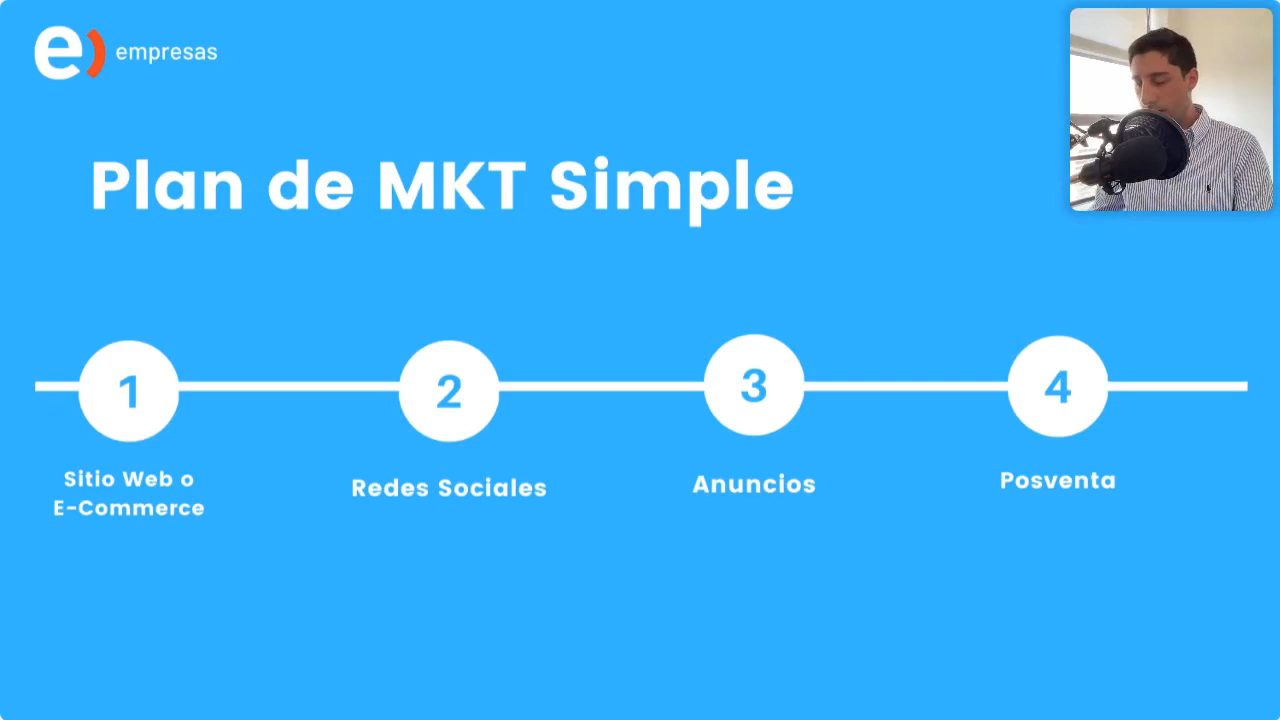 e) empresas
Plan de MKT Simple
1
2
3
4
Sitio Web o
E-Commerce
Redes Sociales
Anuncios
Posventa